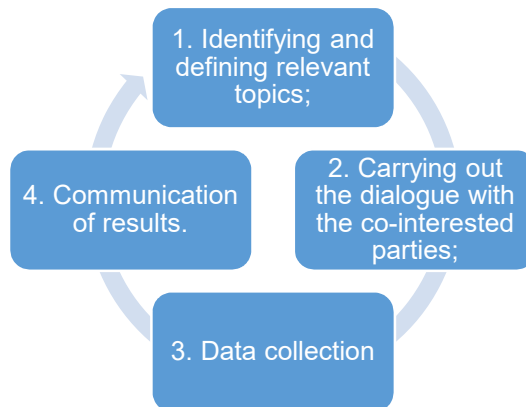 1. Identifying and
defining relevant
topics;
2. Carrying out
the dialogue with
the co-interested
parties;
3. Data collection
4. Communication
of results.